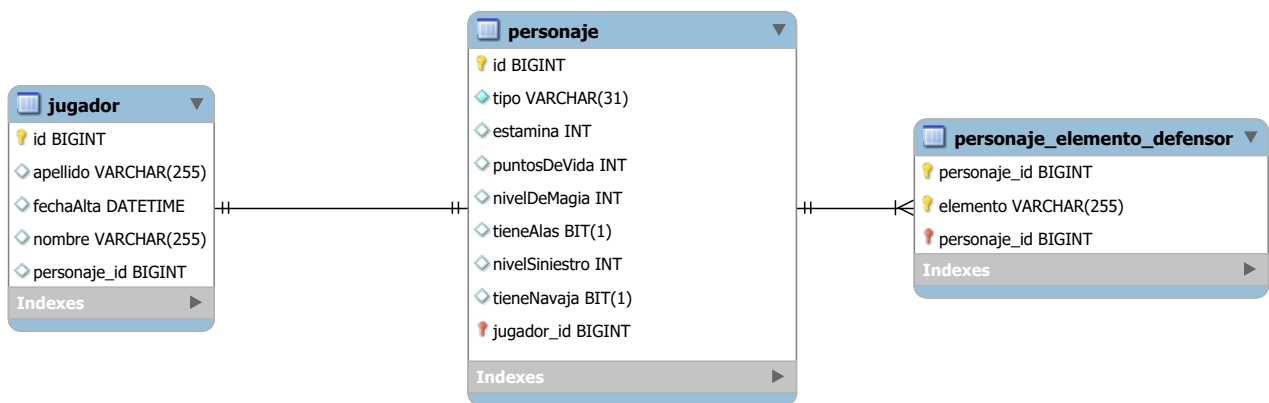 jugador
id BIGINT
apellido VARCHAR(255)
fechaAlta DATETIME
nombre VARCHAR(255)
personaje_id BIGINT
Indexes
personaje
id BIGINT
tipo VARCHAR(31)
estamina INT
puntosDeVida INT
nivelDeMagia INT
tieneAlas BIT(1)
nivelSiniestro INT
tieneNavaja BIT(1)
jugador_id BIGINT
Indexes
personaje_elemento_defensor
personaje_id BIGINT
elemento VARCHAR(255)
personaje_id BIGINT
Indexes